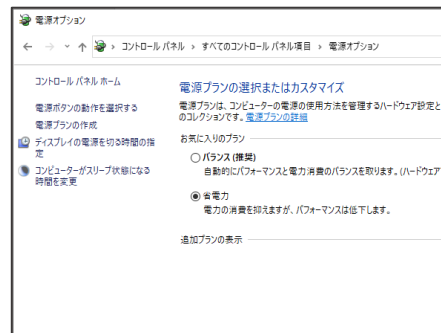 電源オプション
← → ↑ › コントロール パネル › すべてのコントロール パネル項目 › 電源オプション
コントロール パネル ホーム
電源ボタンの動作を選択する
電源プランの作成
ディスプレイの電源を切る時間の指
定
コンピューターがスリープ状態になる
時間を変更
電源プランの選択またはカスタマイズ
電源プランは、コンピューターの電源の使用方法を管理するハードウェア設定と
のコレクションです。電源プランの詳細
お気に入りのプラン
バランス (推奨)
自動的にパフォーマンスと電力消費のバランスを取ります。(ハードウェア
省電力
電力の消費を抑えますが、パフォーマンスは低下します。
追加プランの表示